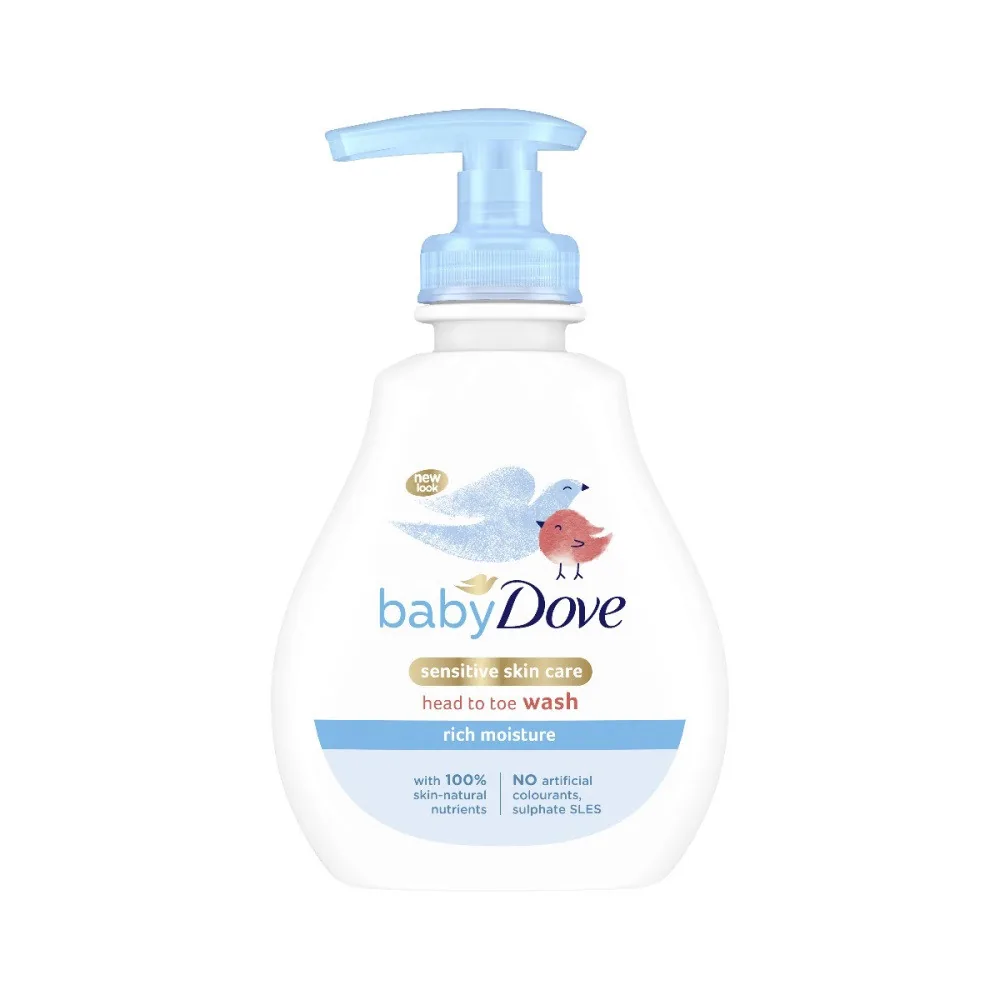 new
look
babyDove
sensitive skin care
head to toe wash
rich moisture
with 100%
skin-natural
nutrients
NO artificial
colourants,
sulphate SLES